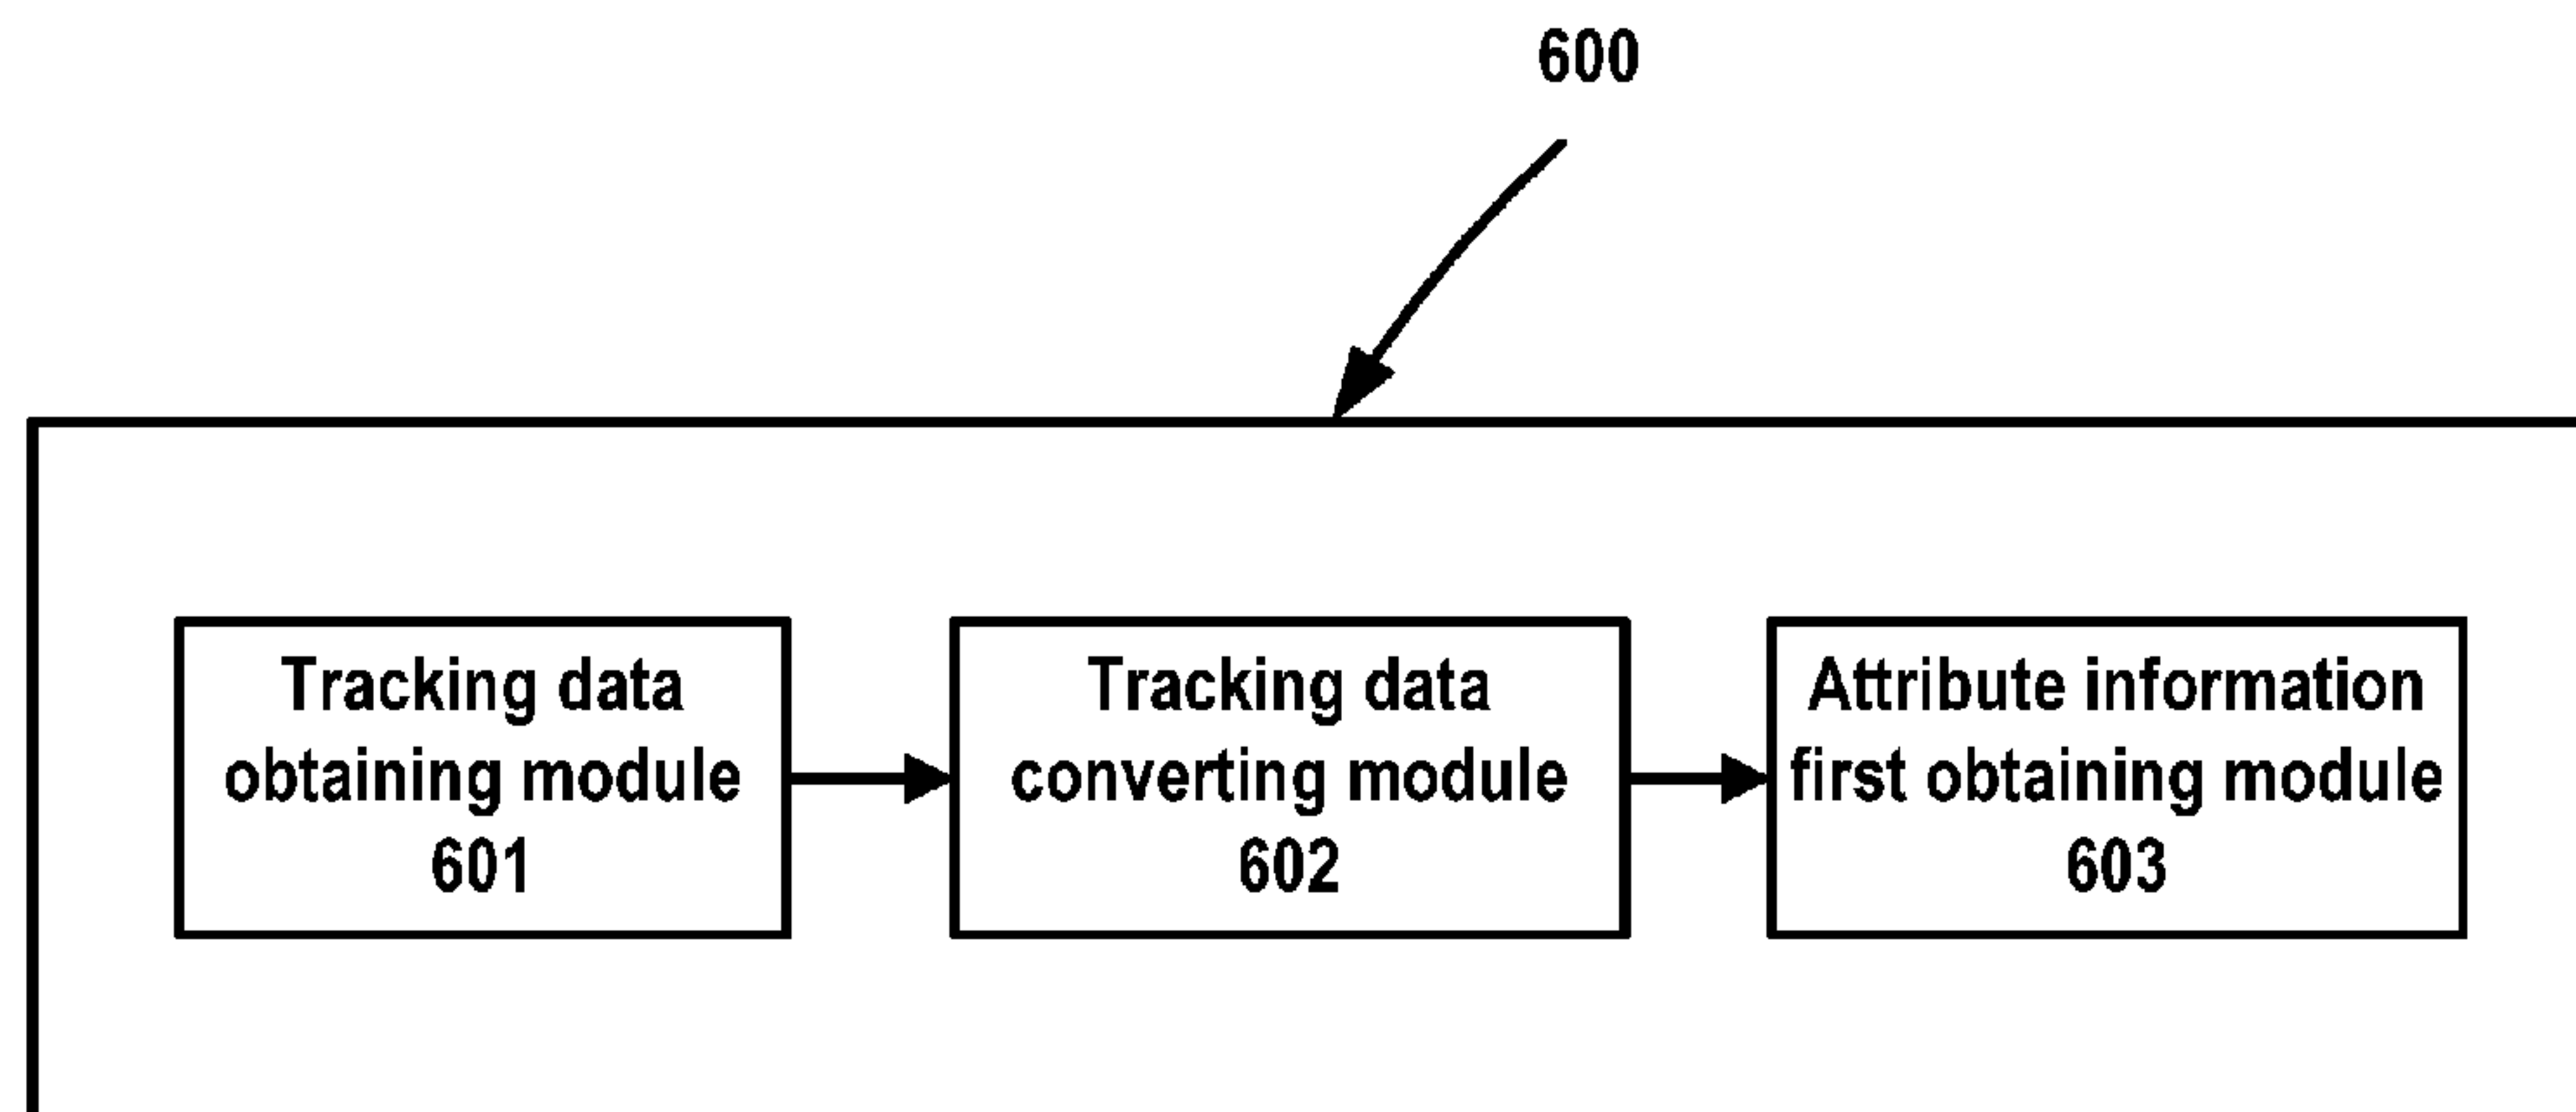 600
Tracking data
obtaining module
601
Tracking data
converting module
602
Attribute information
first obtaining module
603